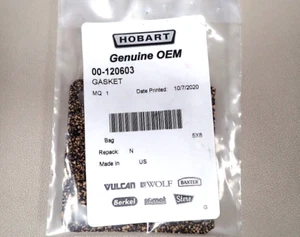 HOBART
Genuine OEM
00-120603
GASKET
MQ 1 Date Printed: 10/7/2020
Bag 5X8
Repack: N
Made in US
VULCAN WOLF BAXTER
Berkel Stero